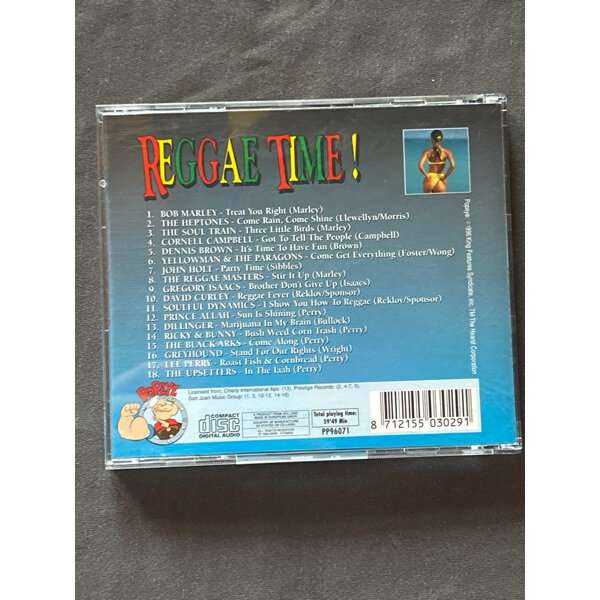 REGGAE TIME!
1. BOB MARLEY - Treat You Right (Marley)
2. THE HEPTONES - Come Rain, Come Shine (Llewellyn/Morris)
3. THE SOUL TRAIN - Three Little Birds (Marley)
4. CORNELL CAMPBELL - Got To Tell The People (Campbell)
5. DENNIS BROWN - It's Time To Have Fun (Brown)
6. YELLOWMAN & THE PARAGONS - Come Get Everything (Foster/Wong)
7. JOHN HOLT - Party Time (Sibbles)
8. THE REGGAE MASTERS - Stir It Up (Marley)
9. GREGORY ISAACS - Brother Don't Give Up (Isaacs)
10. DAVID CURLEY - Reggae Fever (Reklov/Sponsor)
11. SOULFUL DYNAMICS - I Show You How To Reggae (Reklov/Sponsor)
12. PRINCE ALLAH - Sun Is Shining (Perry)
13. DILLINGER - Marijuana In My Brain (Bullock)
14. RICKY & BUNNY - Bush Weed Corn Trash (Perry)
15. THE BLACK ARKS - Come Along (Perry)
16. GREYHOUND - Stand For Our Rights (Wright)
17. LEE PERRY - Roast Fish & Cornbread (Perry)
18. THE UPSETTERS - In The Laah (Perry)
Popeye: © 1996 King Features Syndicate, inc. TM The Hearst Corporation
Licensed from: Charly International Aps. (13), Prestige Records: (2, 4-7, 9),
San Juan Music Group: (1, 3, 10-12, 14-18)
POPEYE
COMPACT
disc
DIGITAL AUDIO
Total playing time:
59'49 Min
PP96071
8 712155 030291